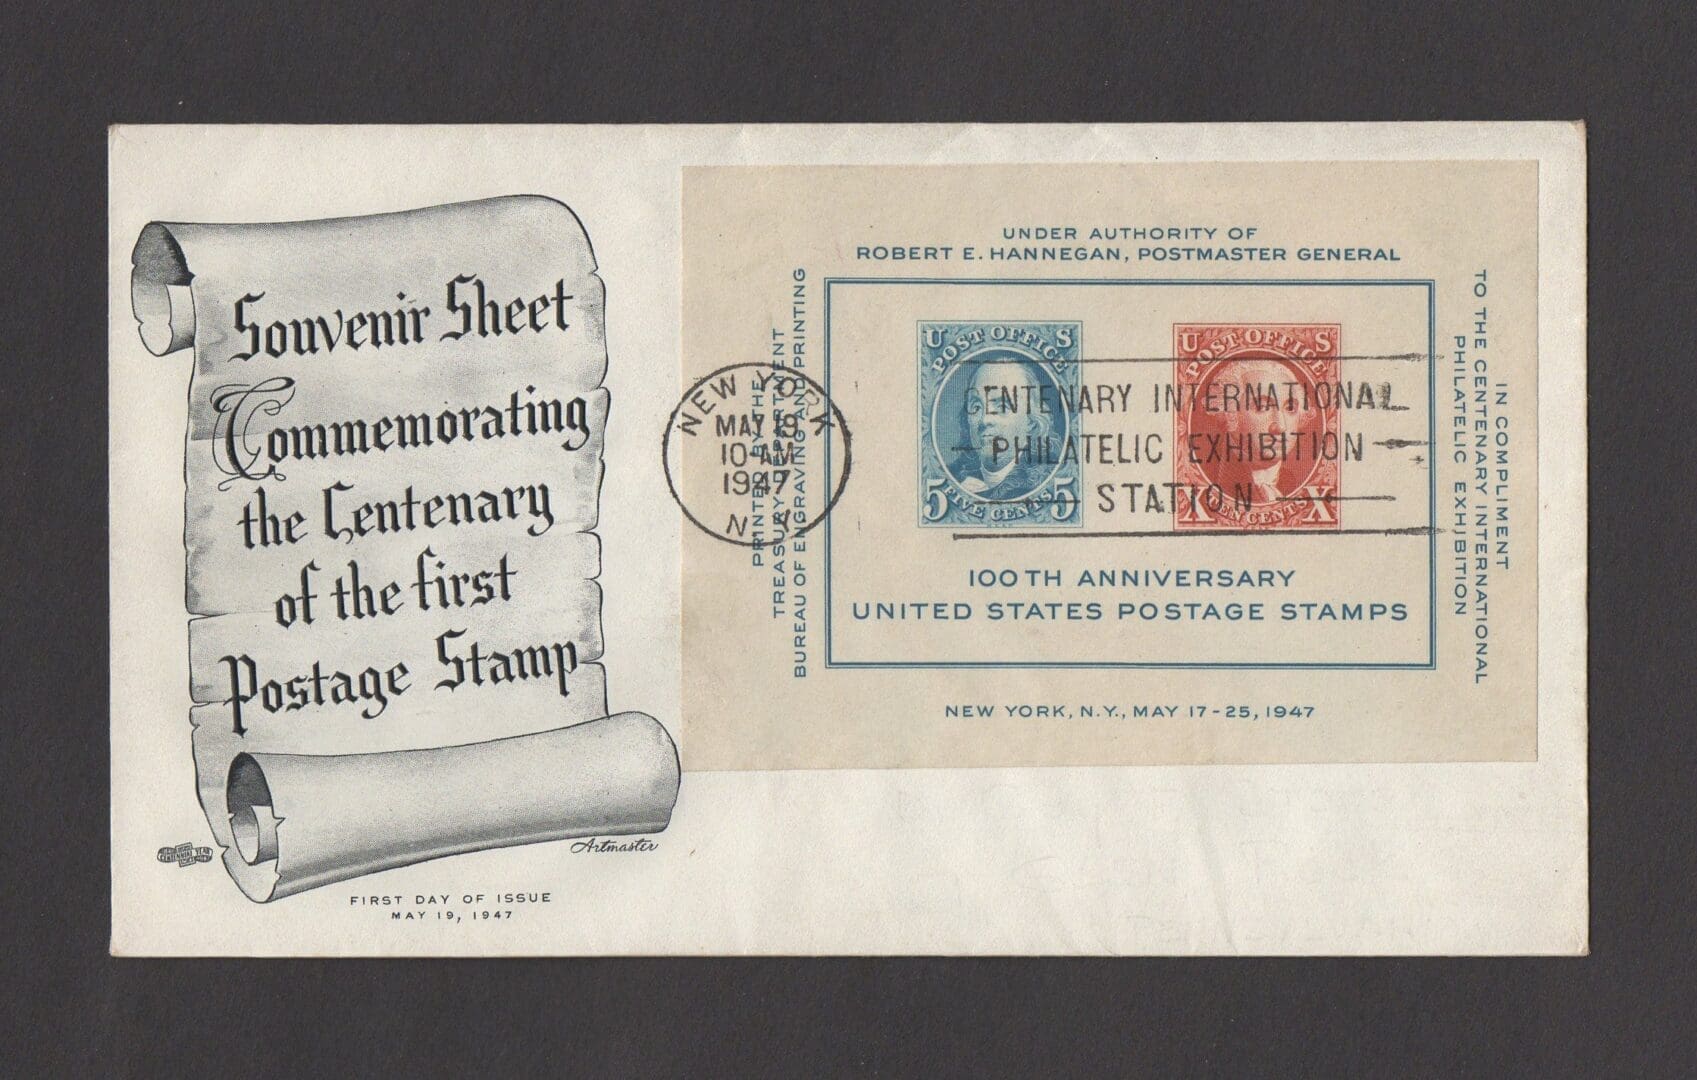 Souvenir Sheet
Commemorating
the Centenary
of the first
Postage Stamp
CENTENNIAL YEAR
Artmaster
FIRST DAY OF ISSUE
MAY 19, 1947
NEW YORK
MAY 19
10-AM
1947
N.Y.
UNDER AUTHORITY OF
ROBERT E. HANNEGAN, POSTMASTER GENERAL
PRINTED BY THE
TREASURY DEPARTMENT
BUREAU OF ENGRAVING AND PRINTING
U S
POST OFFICE
5 FIVE CENTS 5
U S
POST OFFICE
X TEN CENTS X
CENTENARY INTERNATIONAL
PHILATELIC EXHIBITION
STATION
100TH ANNIVERSARY
UNITED STATES POSTAGE STAMPS
IN COMPLIMENT
TO THE CENTENARY INTERNATIONAL
PHILATELIC EXHIBITION
NEW YORK, N.Y., MAY 17-25, 1947